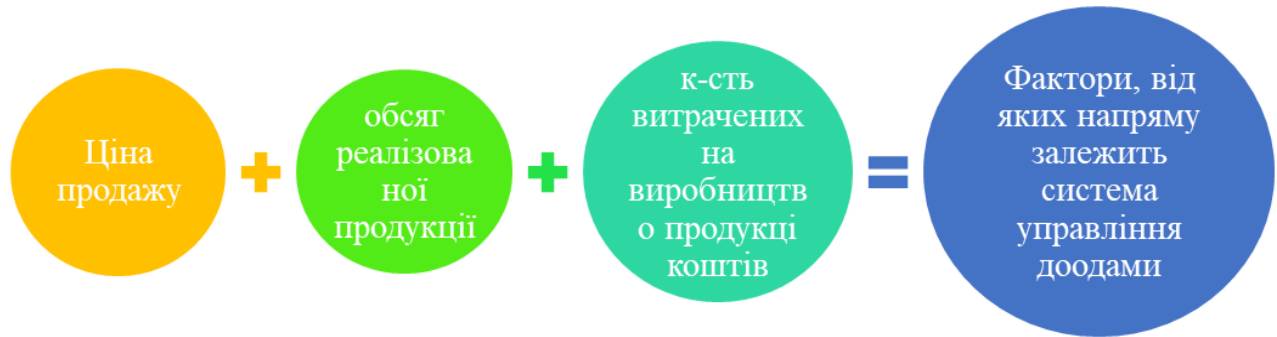 Ціна
продажу
+
обсяг
реалізова
ної
продукції
+
к-сть
витрачених
на
виробництв
о продукці
коштів
=
Фактори, від
яких напряму
залежить
система
управління
доодами